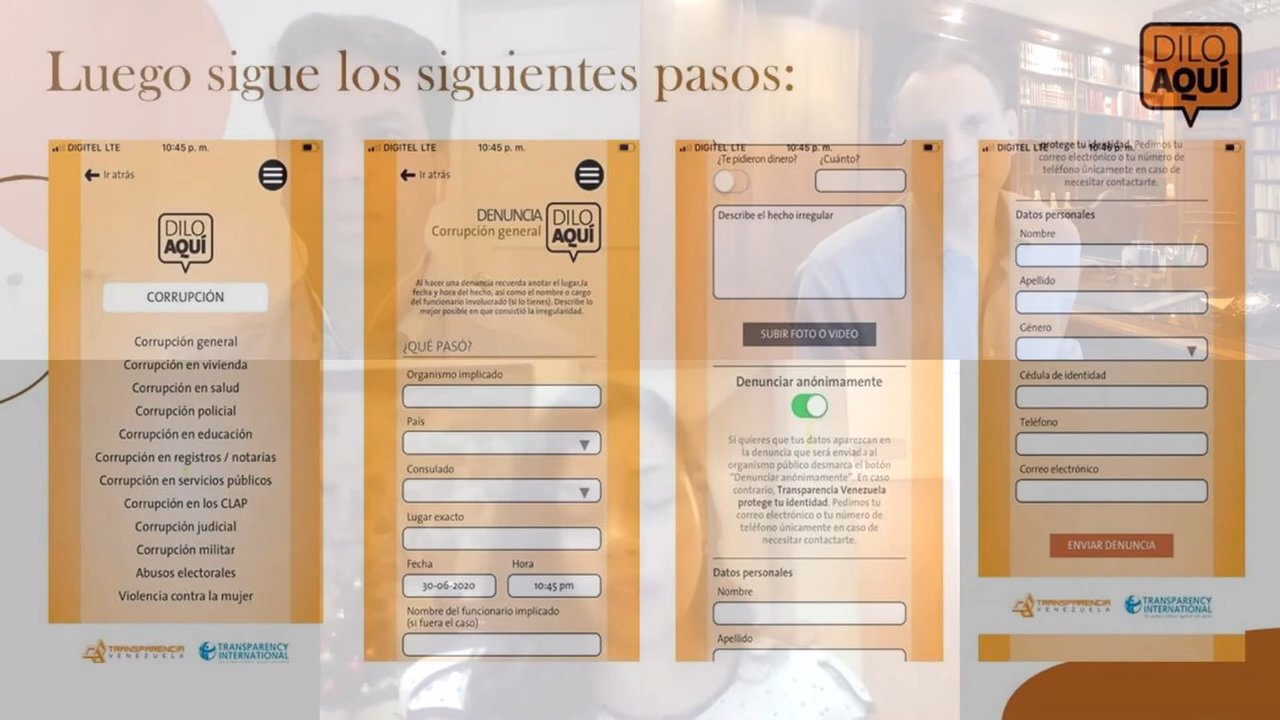 Luego sigue los siguientes pasos:
DILO
AQUÍ
DIGITEL LTE 10:45 p. m.
Ir atrás
DILO
AQUÍ
CORRUPCIÓN
Corrupción general
Corrupción en vivienda
Corrupción en salud
Corrupción policial
Corrupción en educación
Corrupción en registros / notarias
Corrupción en servicios públicos
Corrupción en los CLAP
Corrupción judicial
Corrupción militar
Abusos electorales
Violencia contra la mujer
TRANSPARENCIA
VENEZUELA
TRANSPARENCY
INTERNATIONAL
DIGITEL LTE 10:45 p. m.
Ir atrás
DENUNCIA
Corrupción general
DILO
AQUÍ
Al hacer una denuncia recuerda anotar el lugar,la
fecha y hora del hecho, así como el nombre o cargo
del funcionario involucrado (si lo tienes). Describe lo
mejor posible en que consistió la irregularidad.
¿QUÉ PASÓ?
Organismo implicado
País
Consulado
Lugar exacto
Fecha Hora
30-06-2020 10:45 pm
Nombre del funcionario implicado
(si fuera el caso)
DIGITEL LTE 10:45 p. m.
¿Te pidieron dinero? ¿Cuánto?
Describe el hecho irregular
SUBIR FOTO O VIDEO
Denunciar anónimamente
Si quieres que tus datos aparezcan en
la denuncia que será enviada al
organismo público desmarca el botón
"Denunciar anónimamente". En caso
contrario, Transparencia Venezuela
protege tu identidad. Pedimos tu
correo electrónico o tu número de
teléfono únicamente en caso de
necesitar contactarte.
Datos personales
Nombre
Apellido
DIGITEL LTE
protege tu identidad. Pedimos tu
correo electrónico o tu número de
teléfono únicamente en caso de
necesitar contactarte.
Datos personales
Nombre
Apellido
Género
Cédula de identidad
Teléfono
Correo electrónico
ENVIAR DENUNCIA
TRANSPARENCIA
VENEZUELA
TRANSPARENCY
INTERNATIONAL